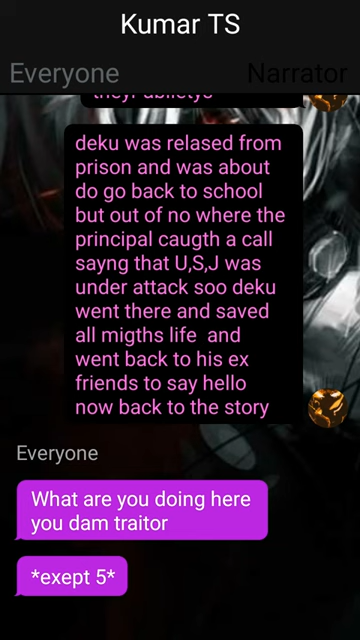 Kumar TS
Everyone
Narrator
deku was relased from
prison and was about
do go back to school
but out of no where the
principal caugth a call
sayng that U,S,J was
under attack soo deku
went there and saved
all migths life and
went back to his ex
friends to say hello
now back to the story
Everyone
What are you doing here
you dam traitor
*exept 5*